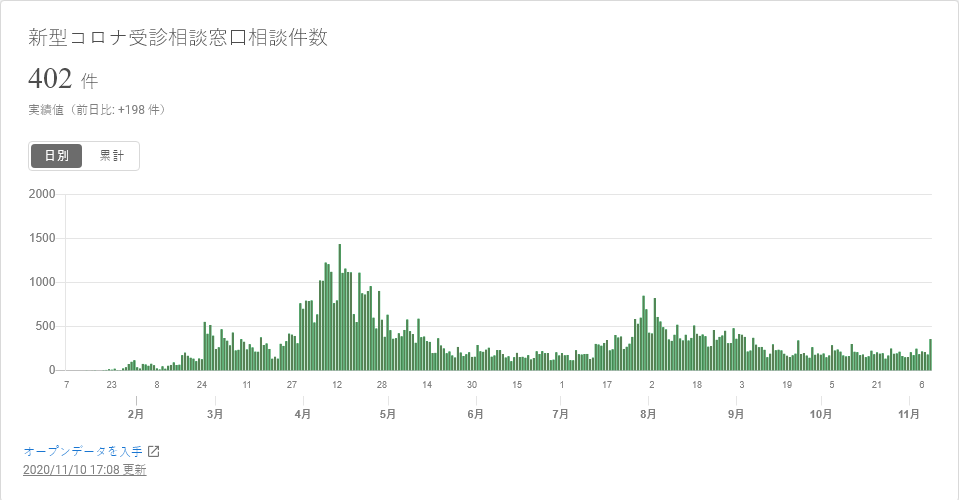 新型コロナ受診相談窓口相談件数
402 件
実績値（前日比: +198 件）
日別 累計
2000
1500
1000
500
0
7 23 8 24 11 27 12 28 14 30 15 1 17 2 18 3 19 5 21 6
2月 3月 4月 5月 6月 7月 8月 9月 10月 11月
オープンデータを入手
2020/11/10 17:08 更新